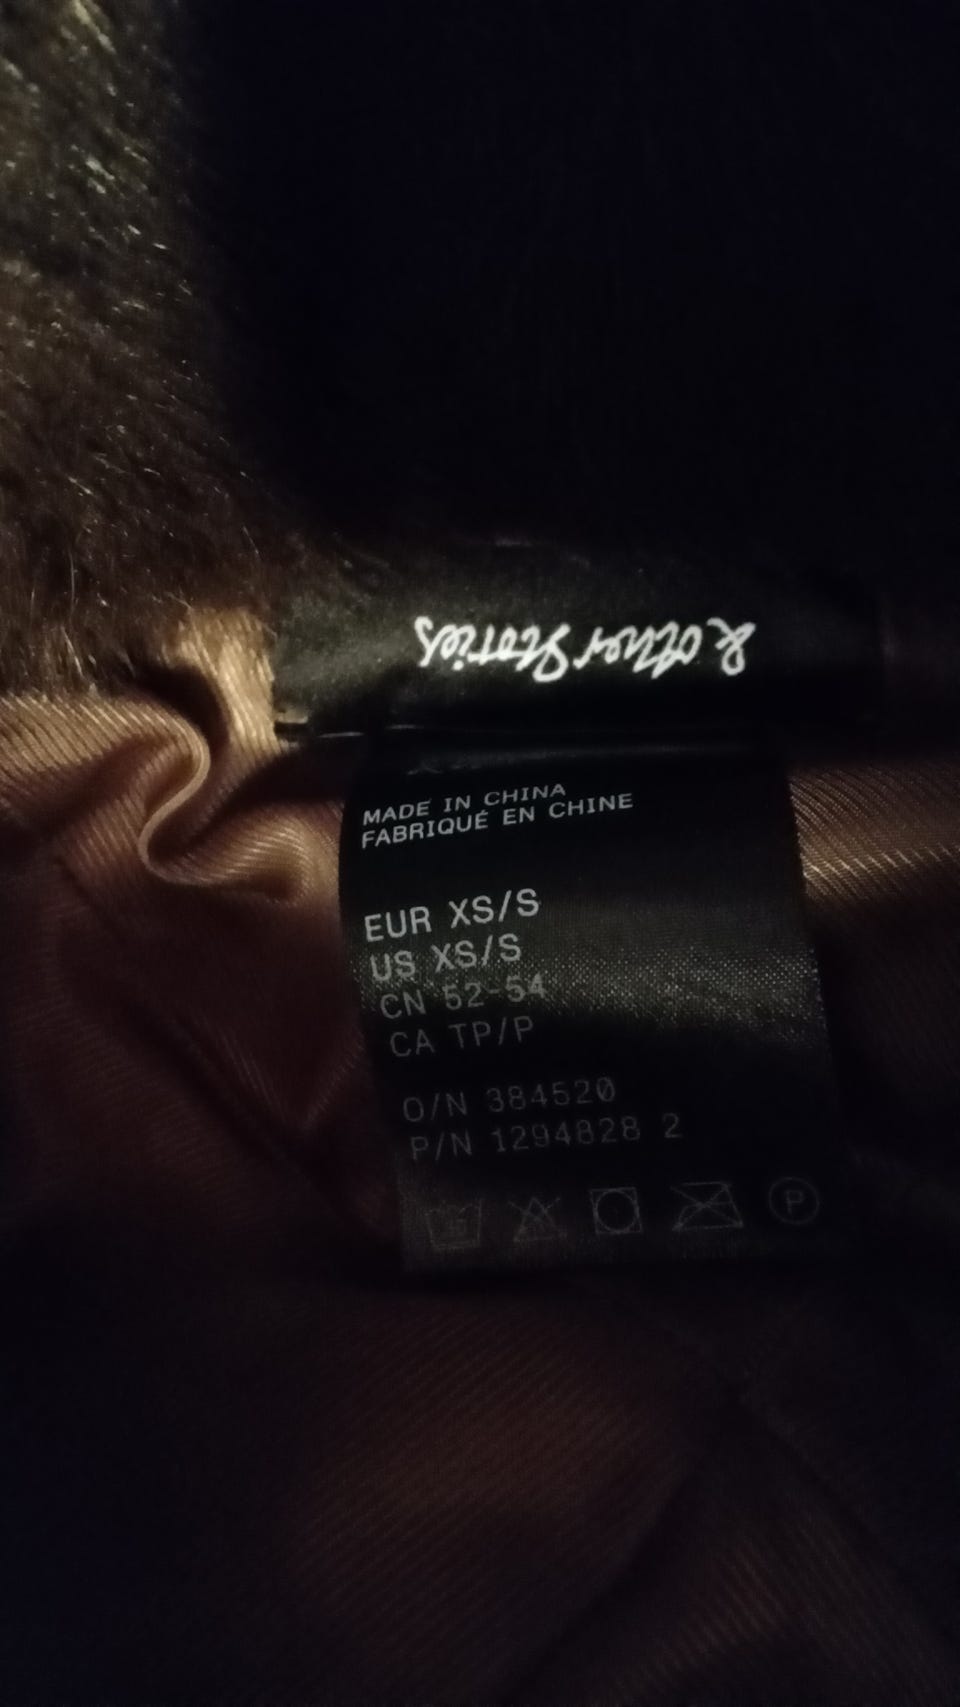 & other Stories
MADE IN CHINA
FABRIQUÉ EN CHINE
EUR XS/S
US XS/S
CN 52-54
CA TP/P
O/N 384520
P/N 1294828 2
P